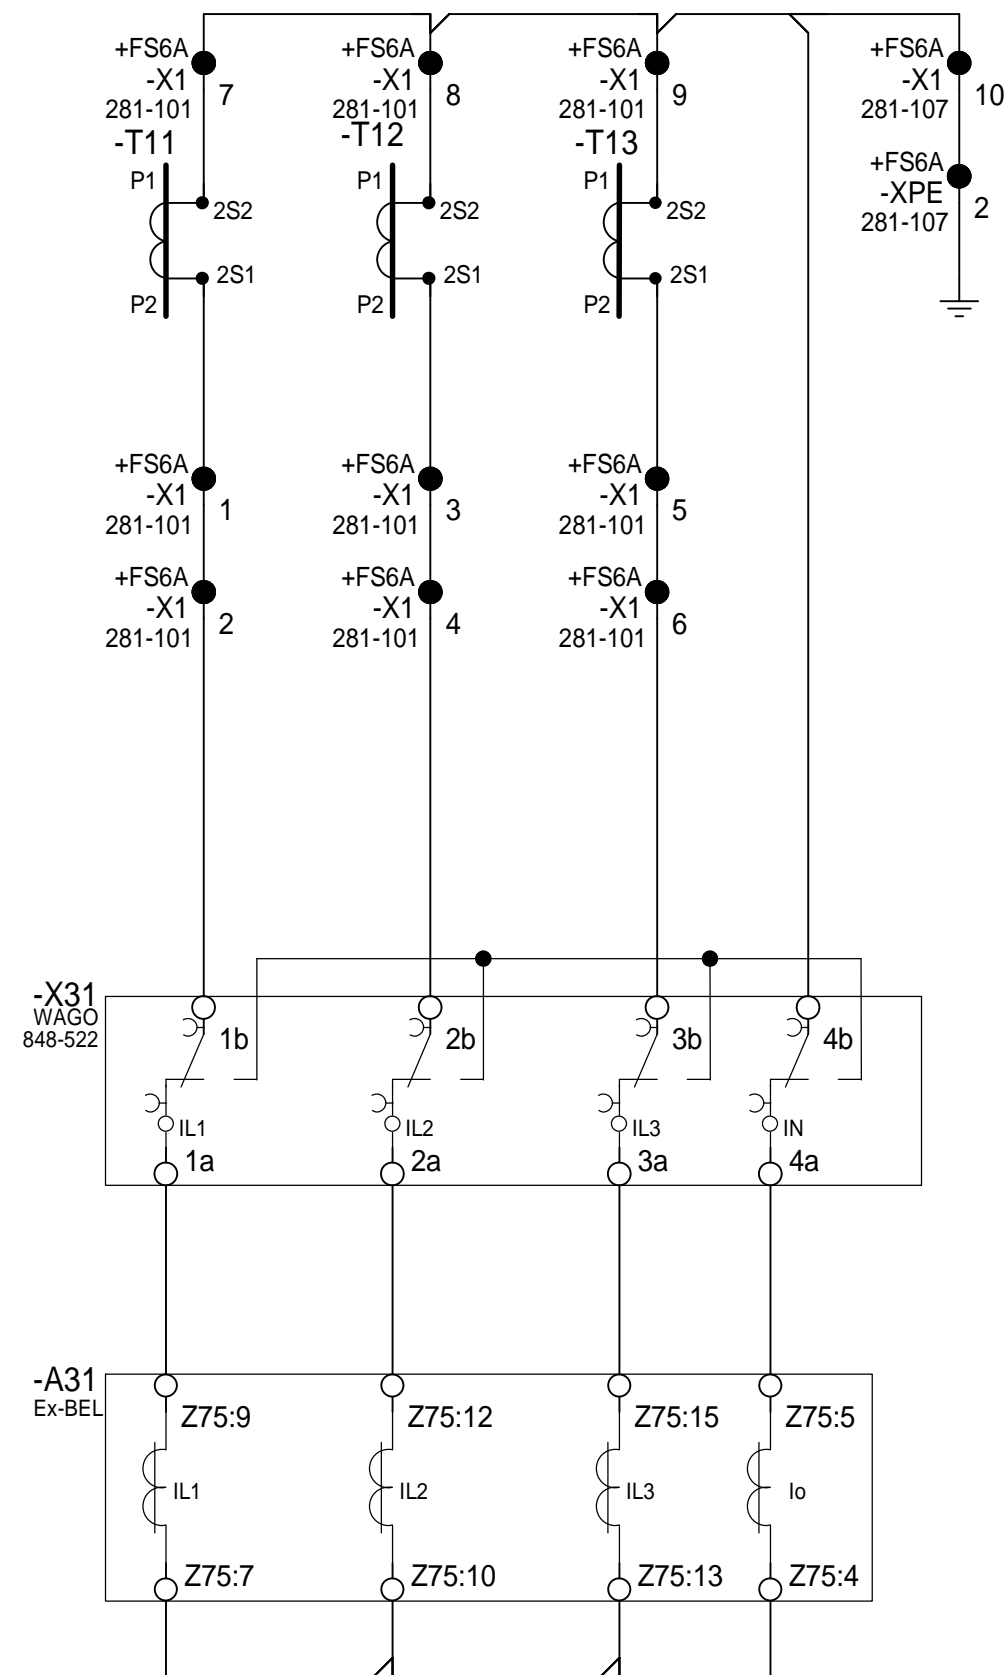 +FS6A
-X1
281-101
7
+FS6A
-X1
281-101
8
+FS6A
-X1
281-101
9
+FS6A
-X1
281-107
10
-T11
P1
2S2
2S1
P2
-T12
P1
2S2
2S1
P2
-T13
P1
2S2
2S1
P2
+FS6A
-XPE
281-107
2
+FS6A
-X1
281-101
1
+FS6A
-X1
281-101
3
+FS6A
-X1
281-101
5
+FS6A
-X1
281-101
2
+FS6A
-X1
281-101
4
+FS6A
-X1
281-101
6
-X31
WAGO
848-522
1b
2b
3b
4b
IL1
IL2
IL3
IN
1a
2a
3a
4a
-A31
Ex-BEL
Z75:9
Z75:12
Z75:15
Z75:5
IL1
IL2
IL3
Io
Z75:7
Z75:10
Z75:13
Z75:4